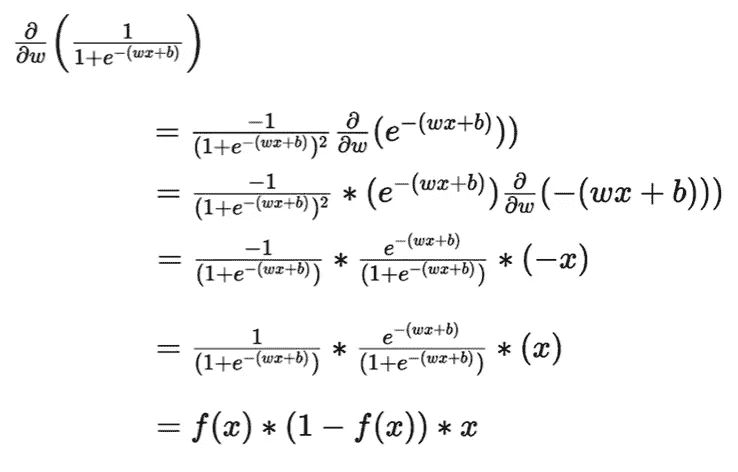 ∂/∂w (1/(1+e^{-(wx+b)}))
= -1/(1+e^{-(wx+b)})^2 ∂/∂w (e^{-(wx+b)}))
= -1/(1+e^{-(wx+b)})^2 * (e^{-(wx+b)}) ∂/∂w (-(wx + b)))
= -1/(1+e^{-(wx+b)}) * e^{-(wx+b)}/(1+e^{-(wx+b)}) * (-x)
= 1/(1+e^{-(wx+b)}) * e^{-(wx+b)}/(1+e^{-(wx+b)}) * (x)
= f(x) * (1 - f(x)) * x